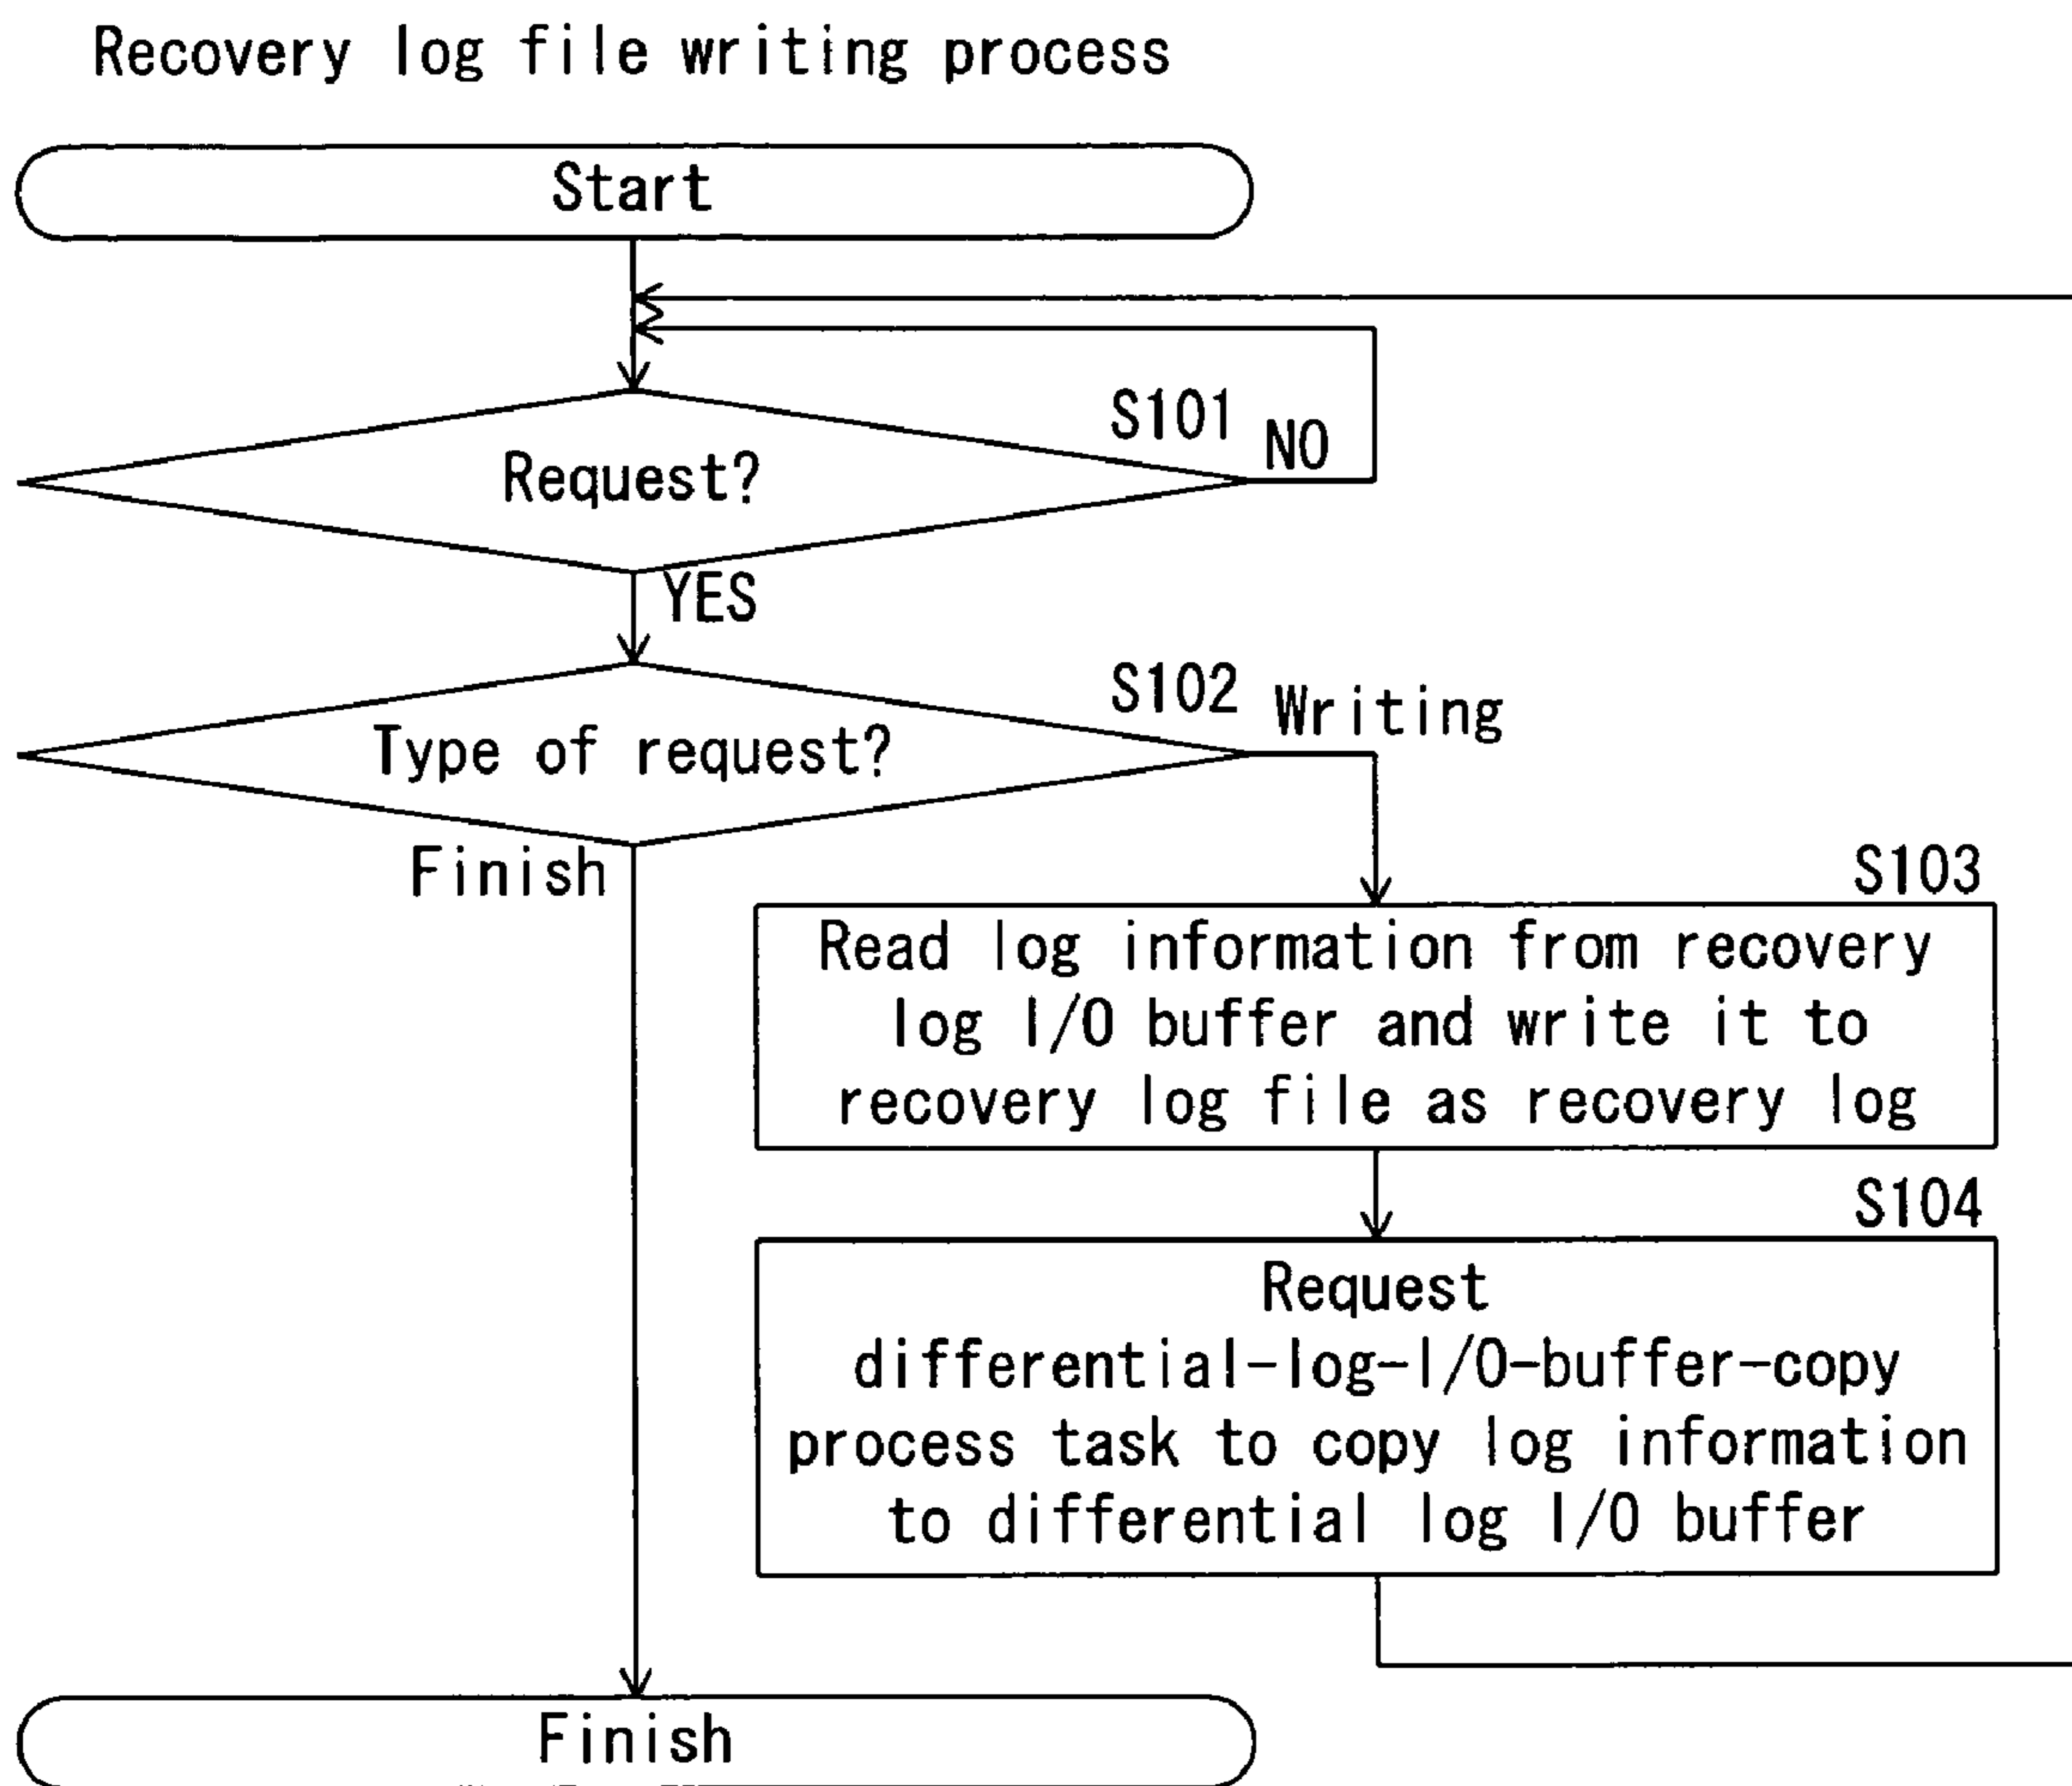 Recovery log file writing process
Start
S101
NO
Request?
YES
S102
Writing
Type of request?
Finish
S103
Read log information from recovery
log I/O buffer and write it to
recovery log file as recovery log
S104
Request
differential-log-I/O-buffer-copy
process task to copy log information
to differential log I/O buffer
Finish